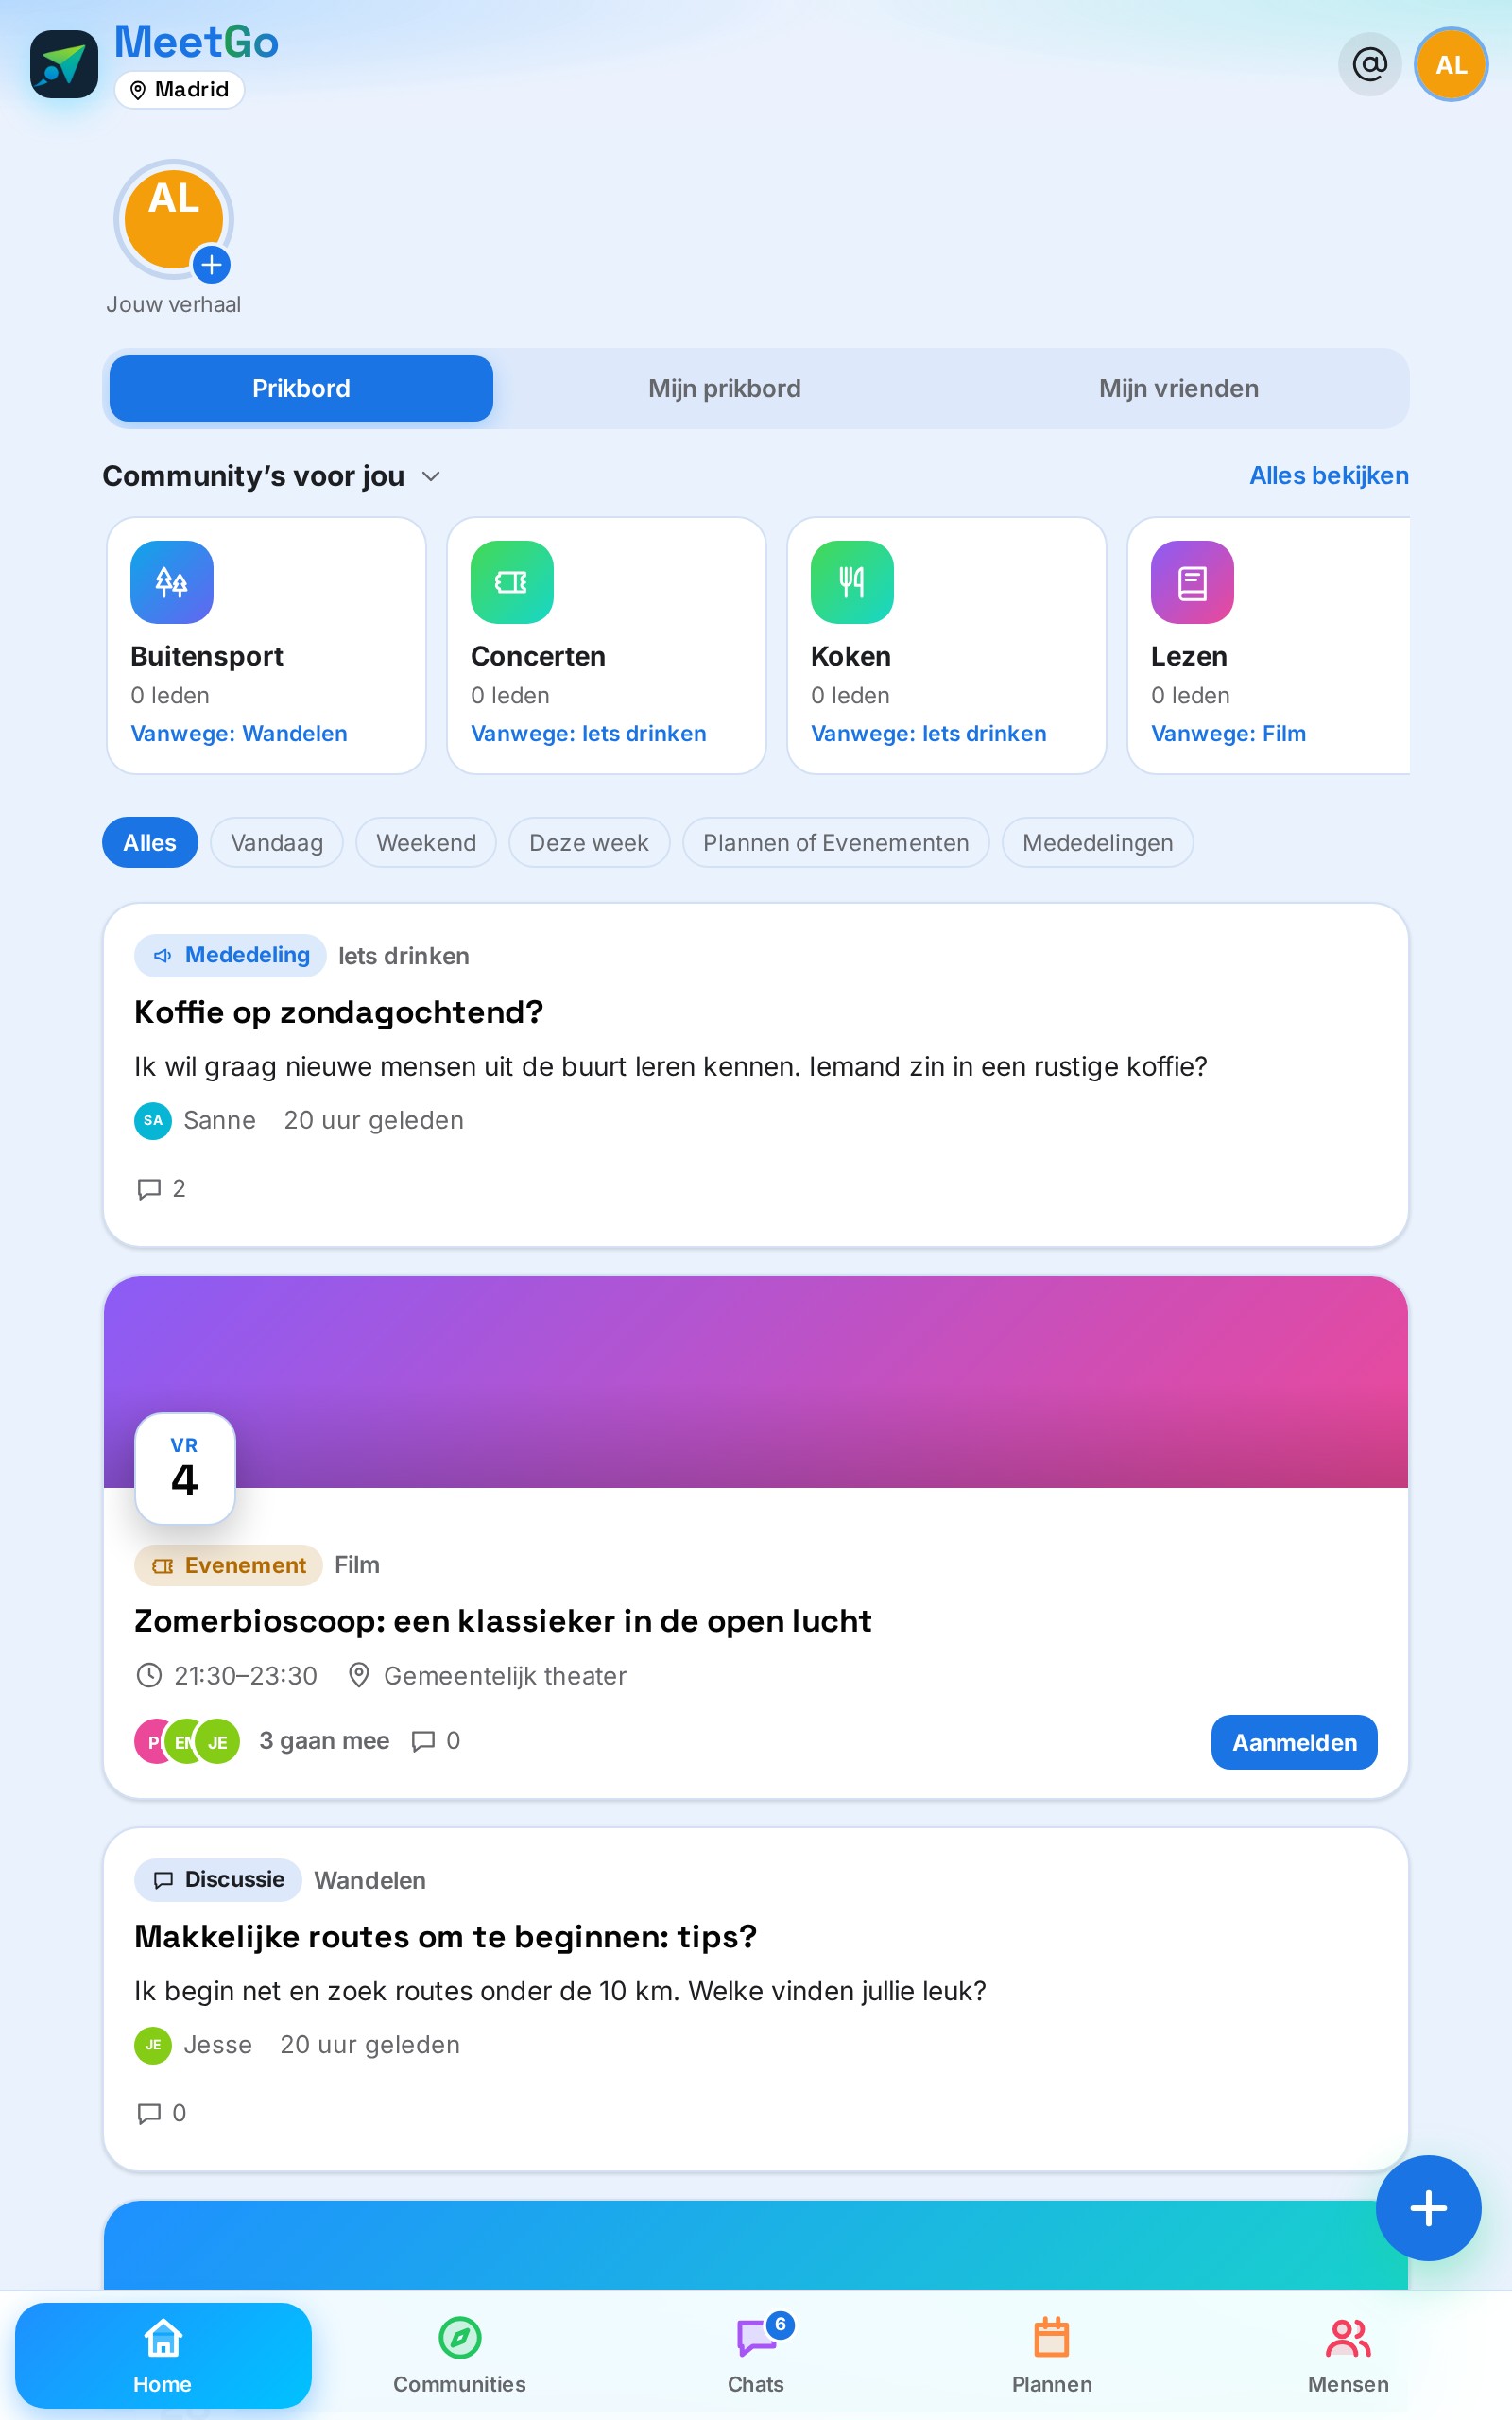 MeetGo
Madrid
@
AL
AL
Jouw verhaal
Prikbord
Mijn prikbord
Mijn vrienden
Community’s voor jou
Alles bekijken
Buitensport
0 leden
Vanwege: Wandelen
Concerten
0 leden
Vanwege: Iets drinken
Koken
0 leden
Vanwege: Iets drinken
Lezen
0 leden
Vanwege: Film
Alles
Vandaag
Weekend
Deze week
Plannen of Evenementen
Mededelingen
Mededeling Iets drinken
Koffie op zondagochtend?
Ik wil graag nieuwe mensen uit de buurt leren kennen. Iemand zin in een rustige koffie?
SA Sanne 20 uur geleden
2
VR
4
Evenement Film
Zomerbioscoop: een klassieker in de open lucht
21:30–23:30 Gemeentelijk theater
JE 3 gaan mee 0
Aanmelden
Discussie Wandelen
Makkelijke routes om te beginnen: tips?
Ik begin net en zoek routes onder de 10 km. Welke vinden jullie leuk?
JE Jesse 20 uur geleden
0
Home
Communities
6
Chats
Plannen
Mensen